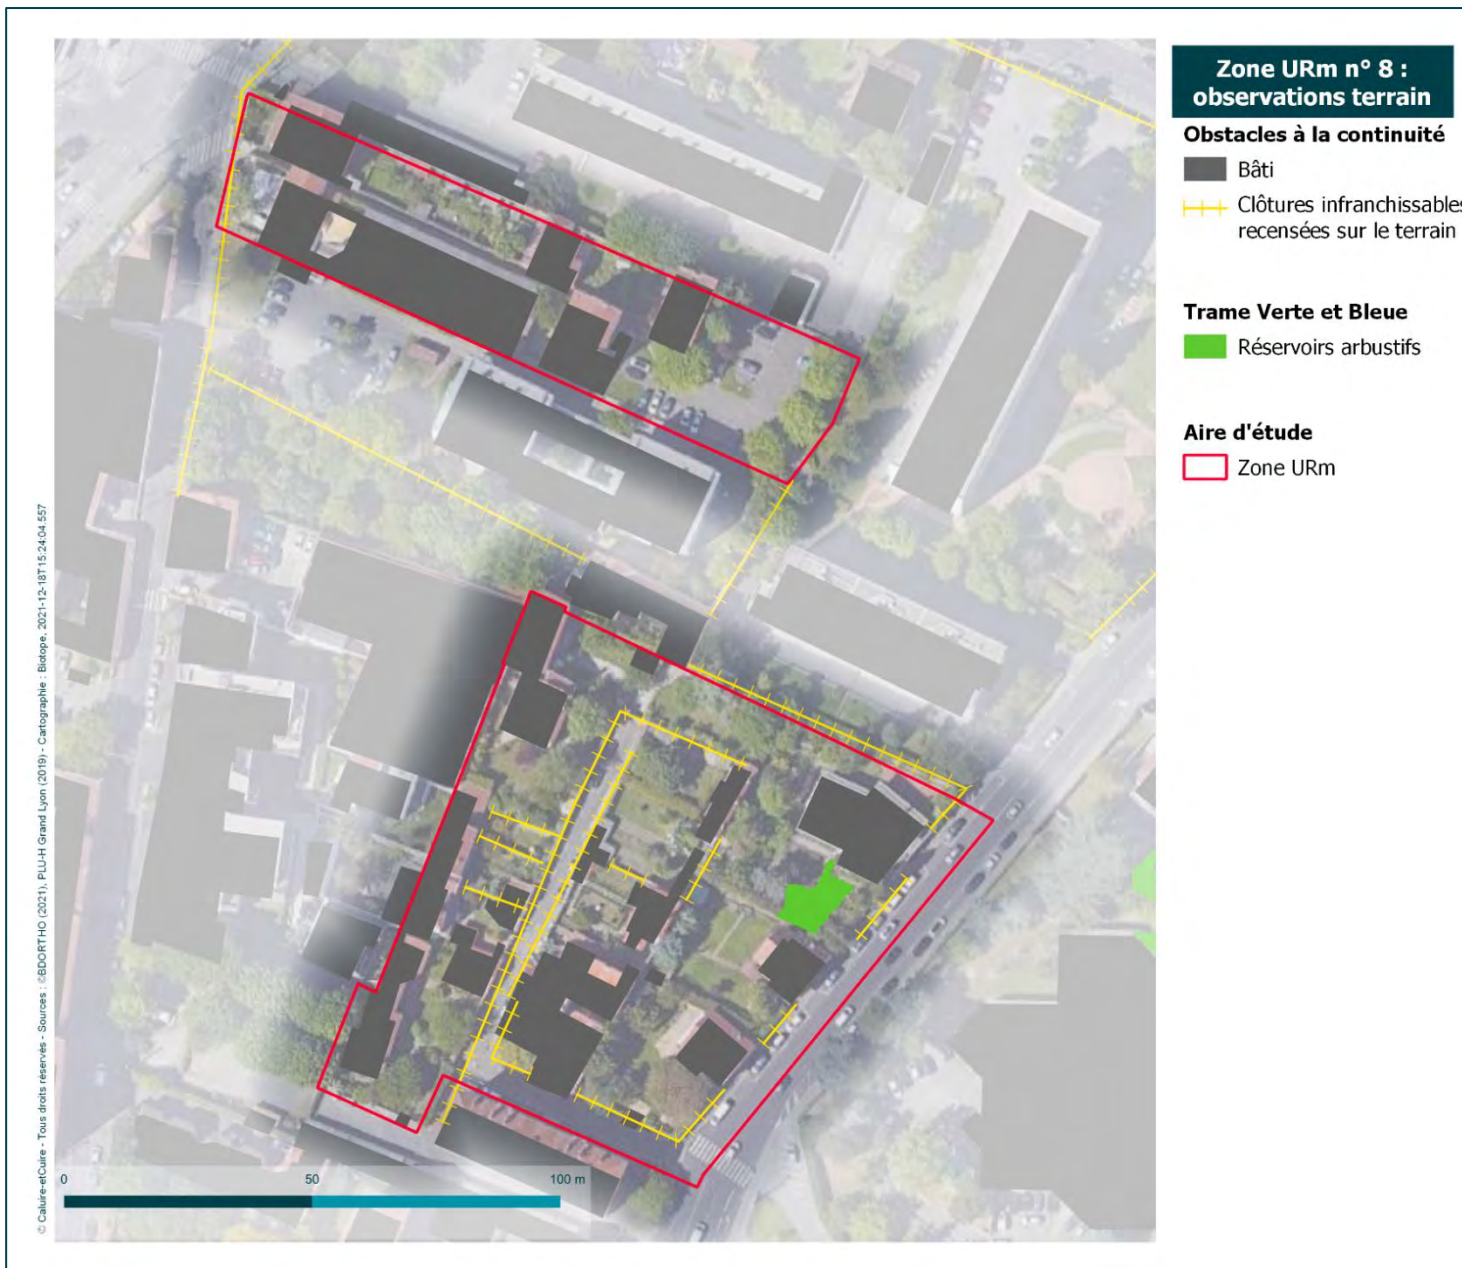 Zone URm n° 8 :
observations terrain
Obstacles à la continuité
Bâti
Clôtures infranchissables
recensées sur le terrain
Trame Verte et Bleue
Réservoirs arbustifs
Aire d'étude
Zone URm
© Caluire-etCuire - Tous droits réservés - Sources : ©BDORTHO (2021), PLU-H Grand Lyon (2019) - Cartographie : Biotope, 2021-12-18T15:24:04.557
0 50 100 m